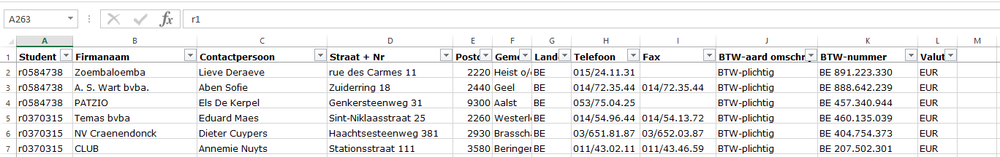 A263 fx r1
A B C D E F G H I J K L M
1 Student Firmanaam Contactpersoon Straat + Nr Postc Geme Land Telefoon Fax BTW-aard omschr BTW-nummer Valut
2 r0584738 Zoembaloemba Lieve Deraeve rue des Carmes 11 2220 Heist o/ BE 015/24.11.31 BTW-plichtig BE 891.223.330 EUR
3 r0584738 A. S. Wart bvba. Aben Sofie Zuiderring 18 2440 Geel BE 014/72.35.44 014/72.35.44 BTW-plichtig BE 888.642.239 EUR
4 r0584738 PATZIO Els De Kerpel Genkersteenweg 31 9300 Aalst BE 053/75.04.25 BTW-plichtig BE 457.340.944 EUR
5 r0370315 Temas bvba Eduard Maes Sint-Niklaasstraat 25 2260 Westerl BE 014/54.96.44 014/54.13.72 BTW-plichtig BE 460.135.039 EUR
6 r0370315 NV Craenendonck Dieter Cuypers Haachtsesteenweg 381 2930 Brassch BE 03/651.81.87 03/652.03.87 BTW-plichtig BE 404.754.373 EUR
7 r0370315 CLUB Annemie Nuyts Stationsstraat 111 3580 Beringe BE 011/43.02.11 011/43.46.59 BTW-plichtig BE 207.502.301 EUR